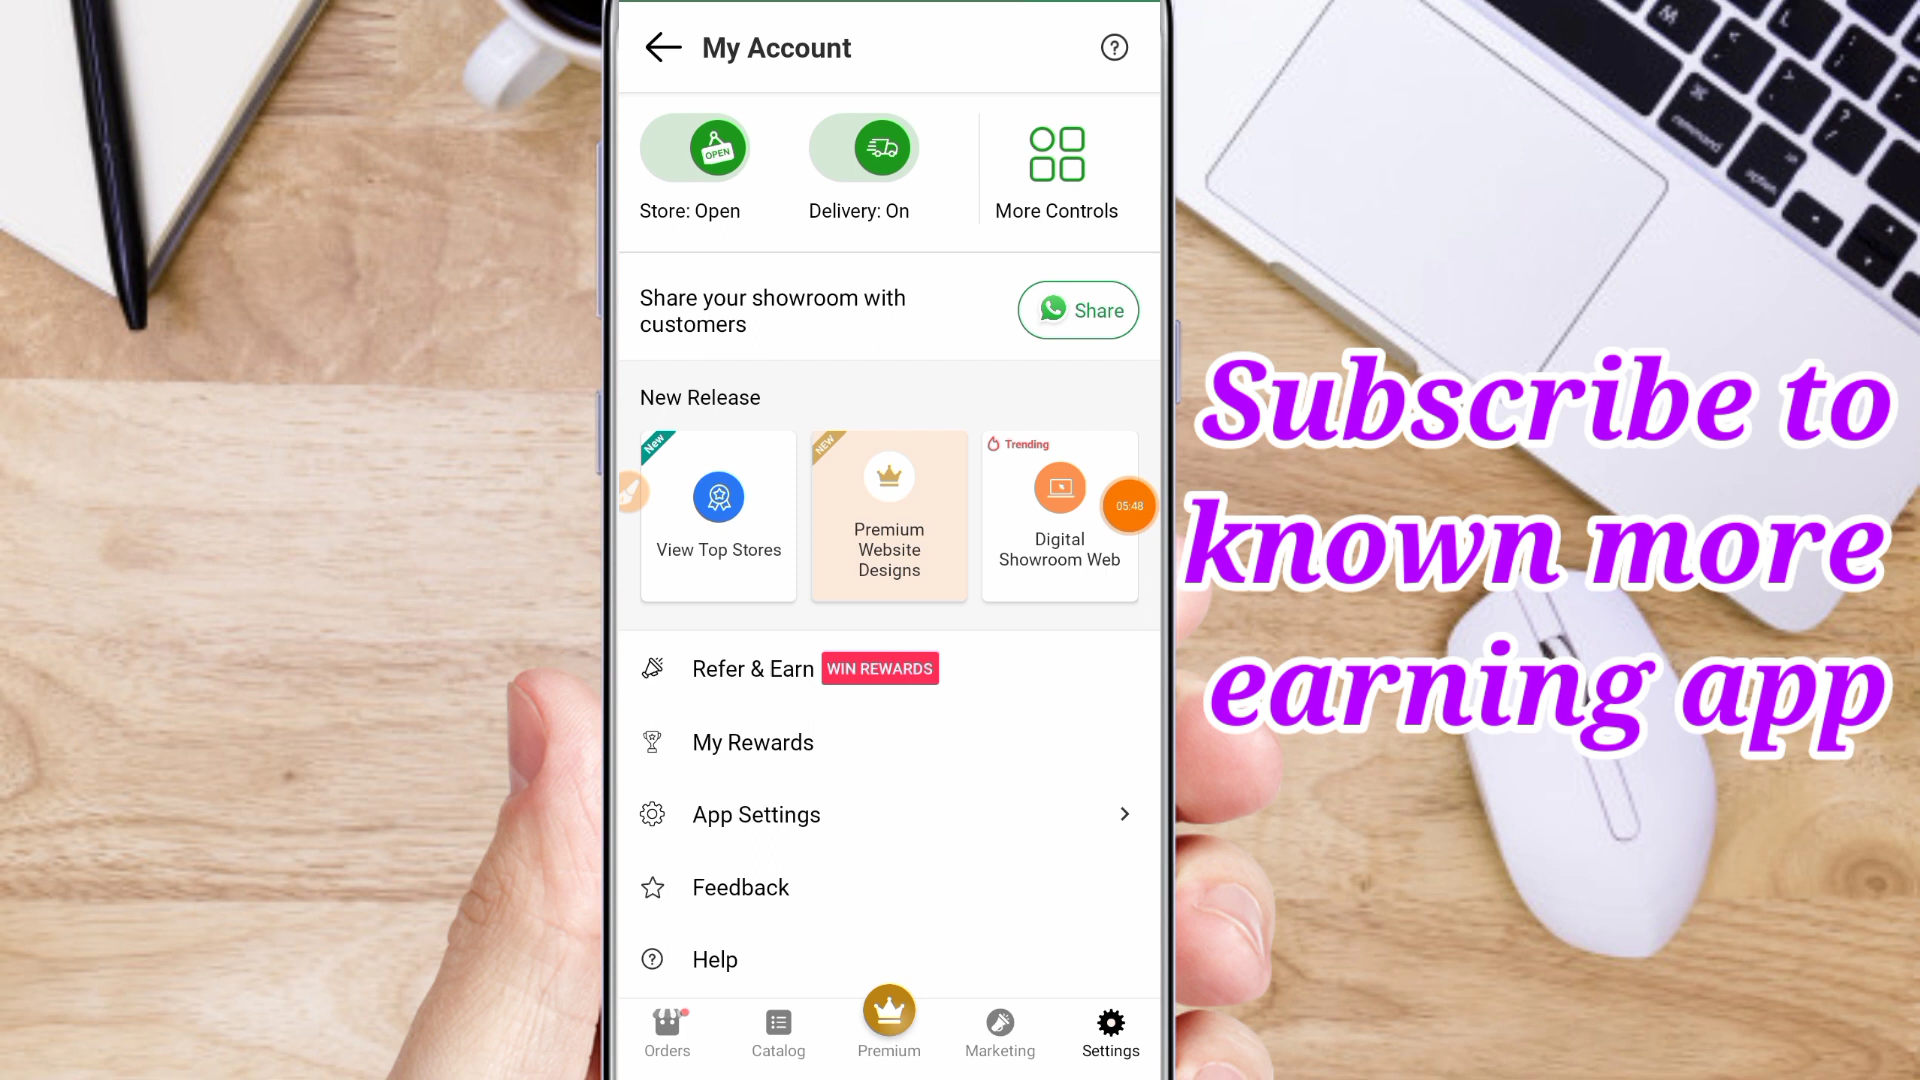 My Account
?
OPEN
Store: Open
Delivery: On
More Controls
Share your showroom with
customers
Share
New Release
New
View Top Stores
NEW
Premium
Website
Designs
Trending
Digital
Showroom Web
05:48
Refer & Earn WIN REWARDS
My Rewards
App Settings
Feedback
? Help
Orders
Catalog
Premium
Marketing
Settings
Subscribe to
known more
earning app
M
L
command
option